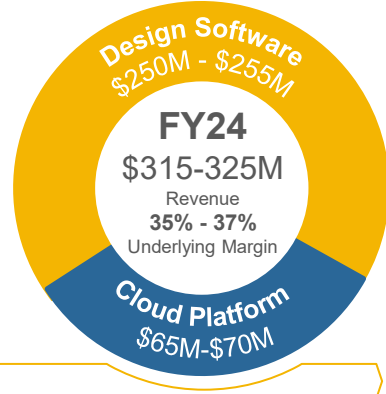 Design Software
$250M - $255M
FY24
$315-325M
Revenue
35% - 37%
Underlying Margin
Cloud Platform
$65M-$70M